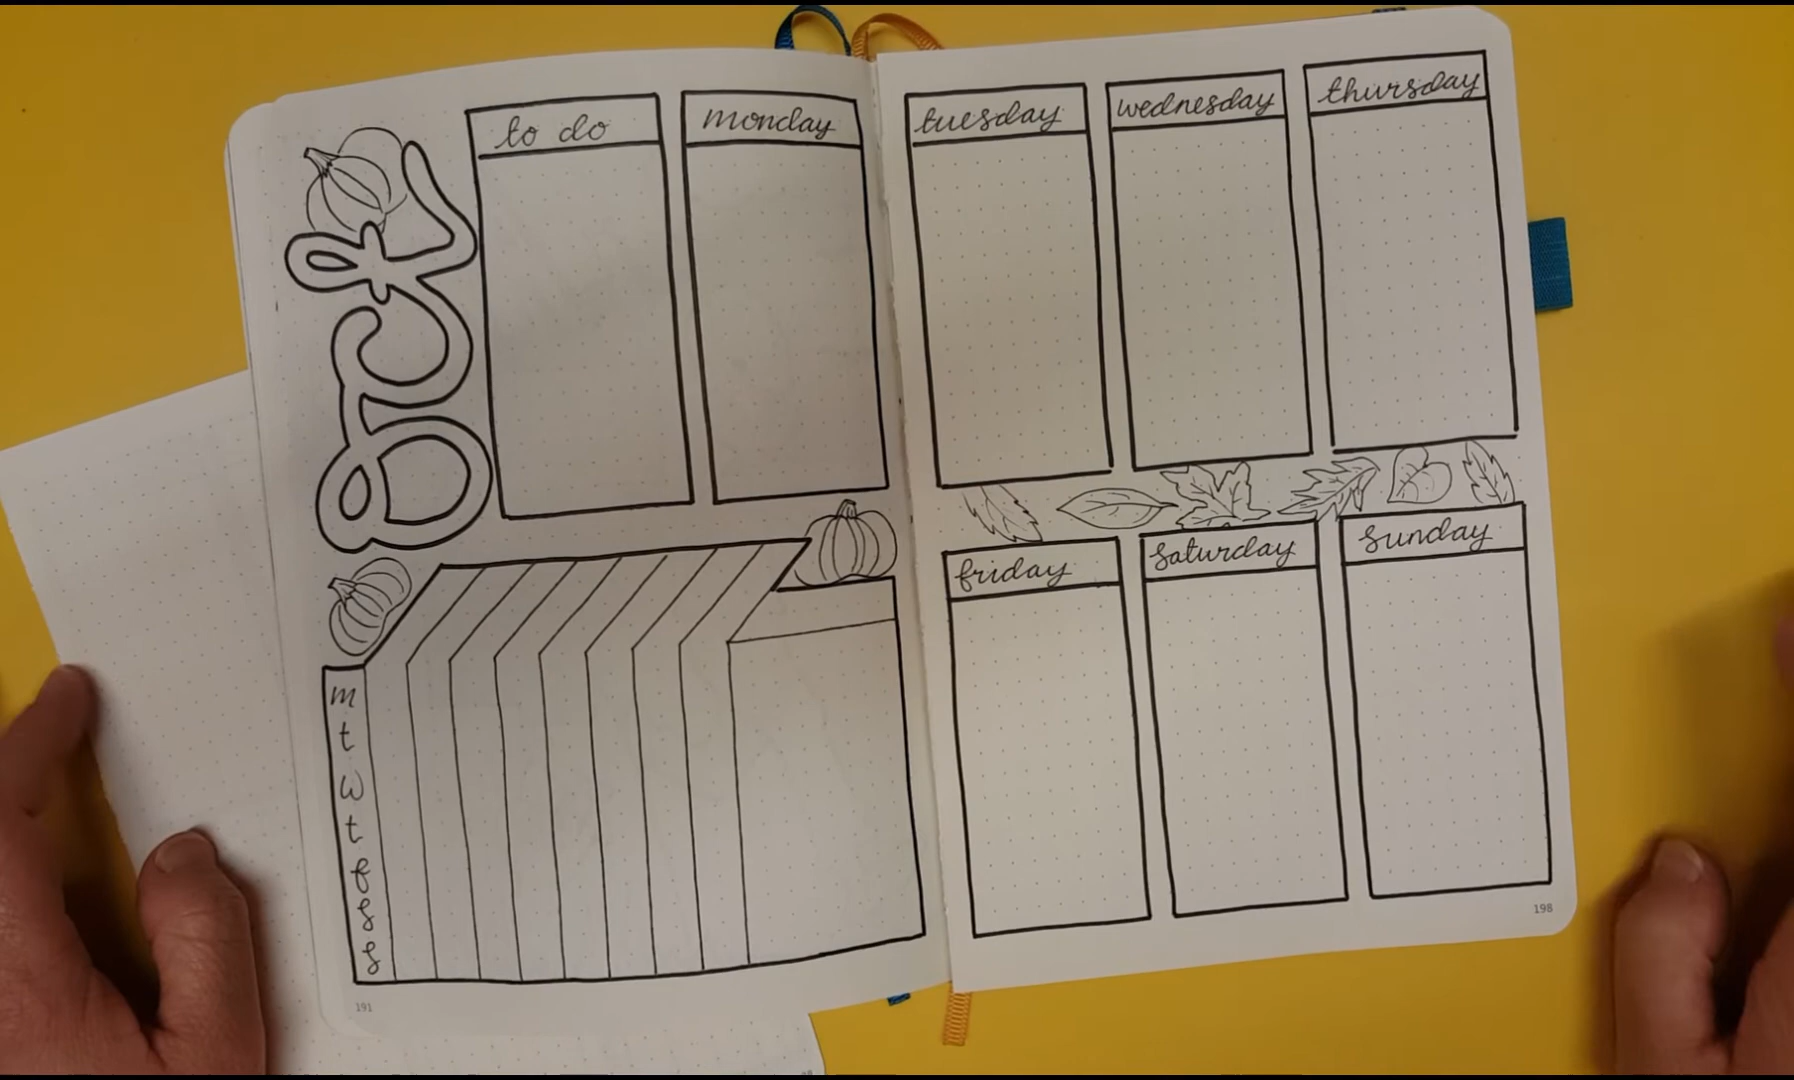 Oct
to do
monday
m
t
w
t
f
s
s
191
tuesday
wednesday
thursday
friday
saturday
sunday
198